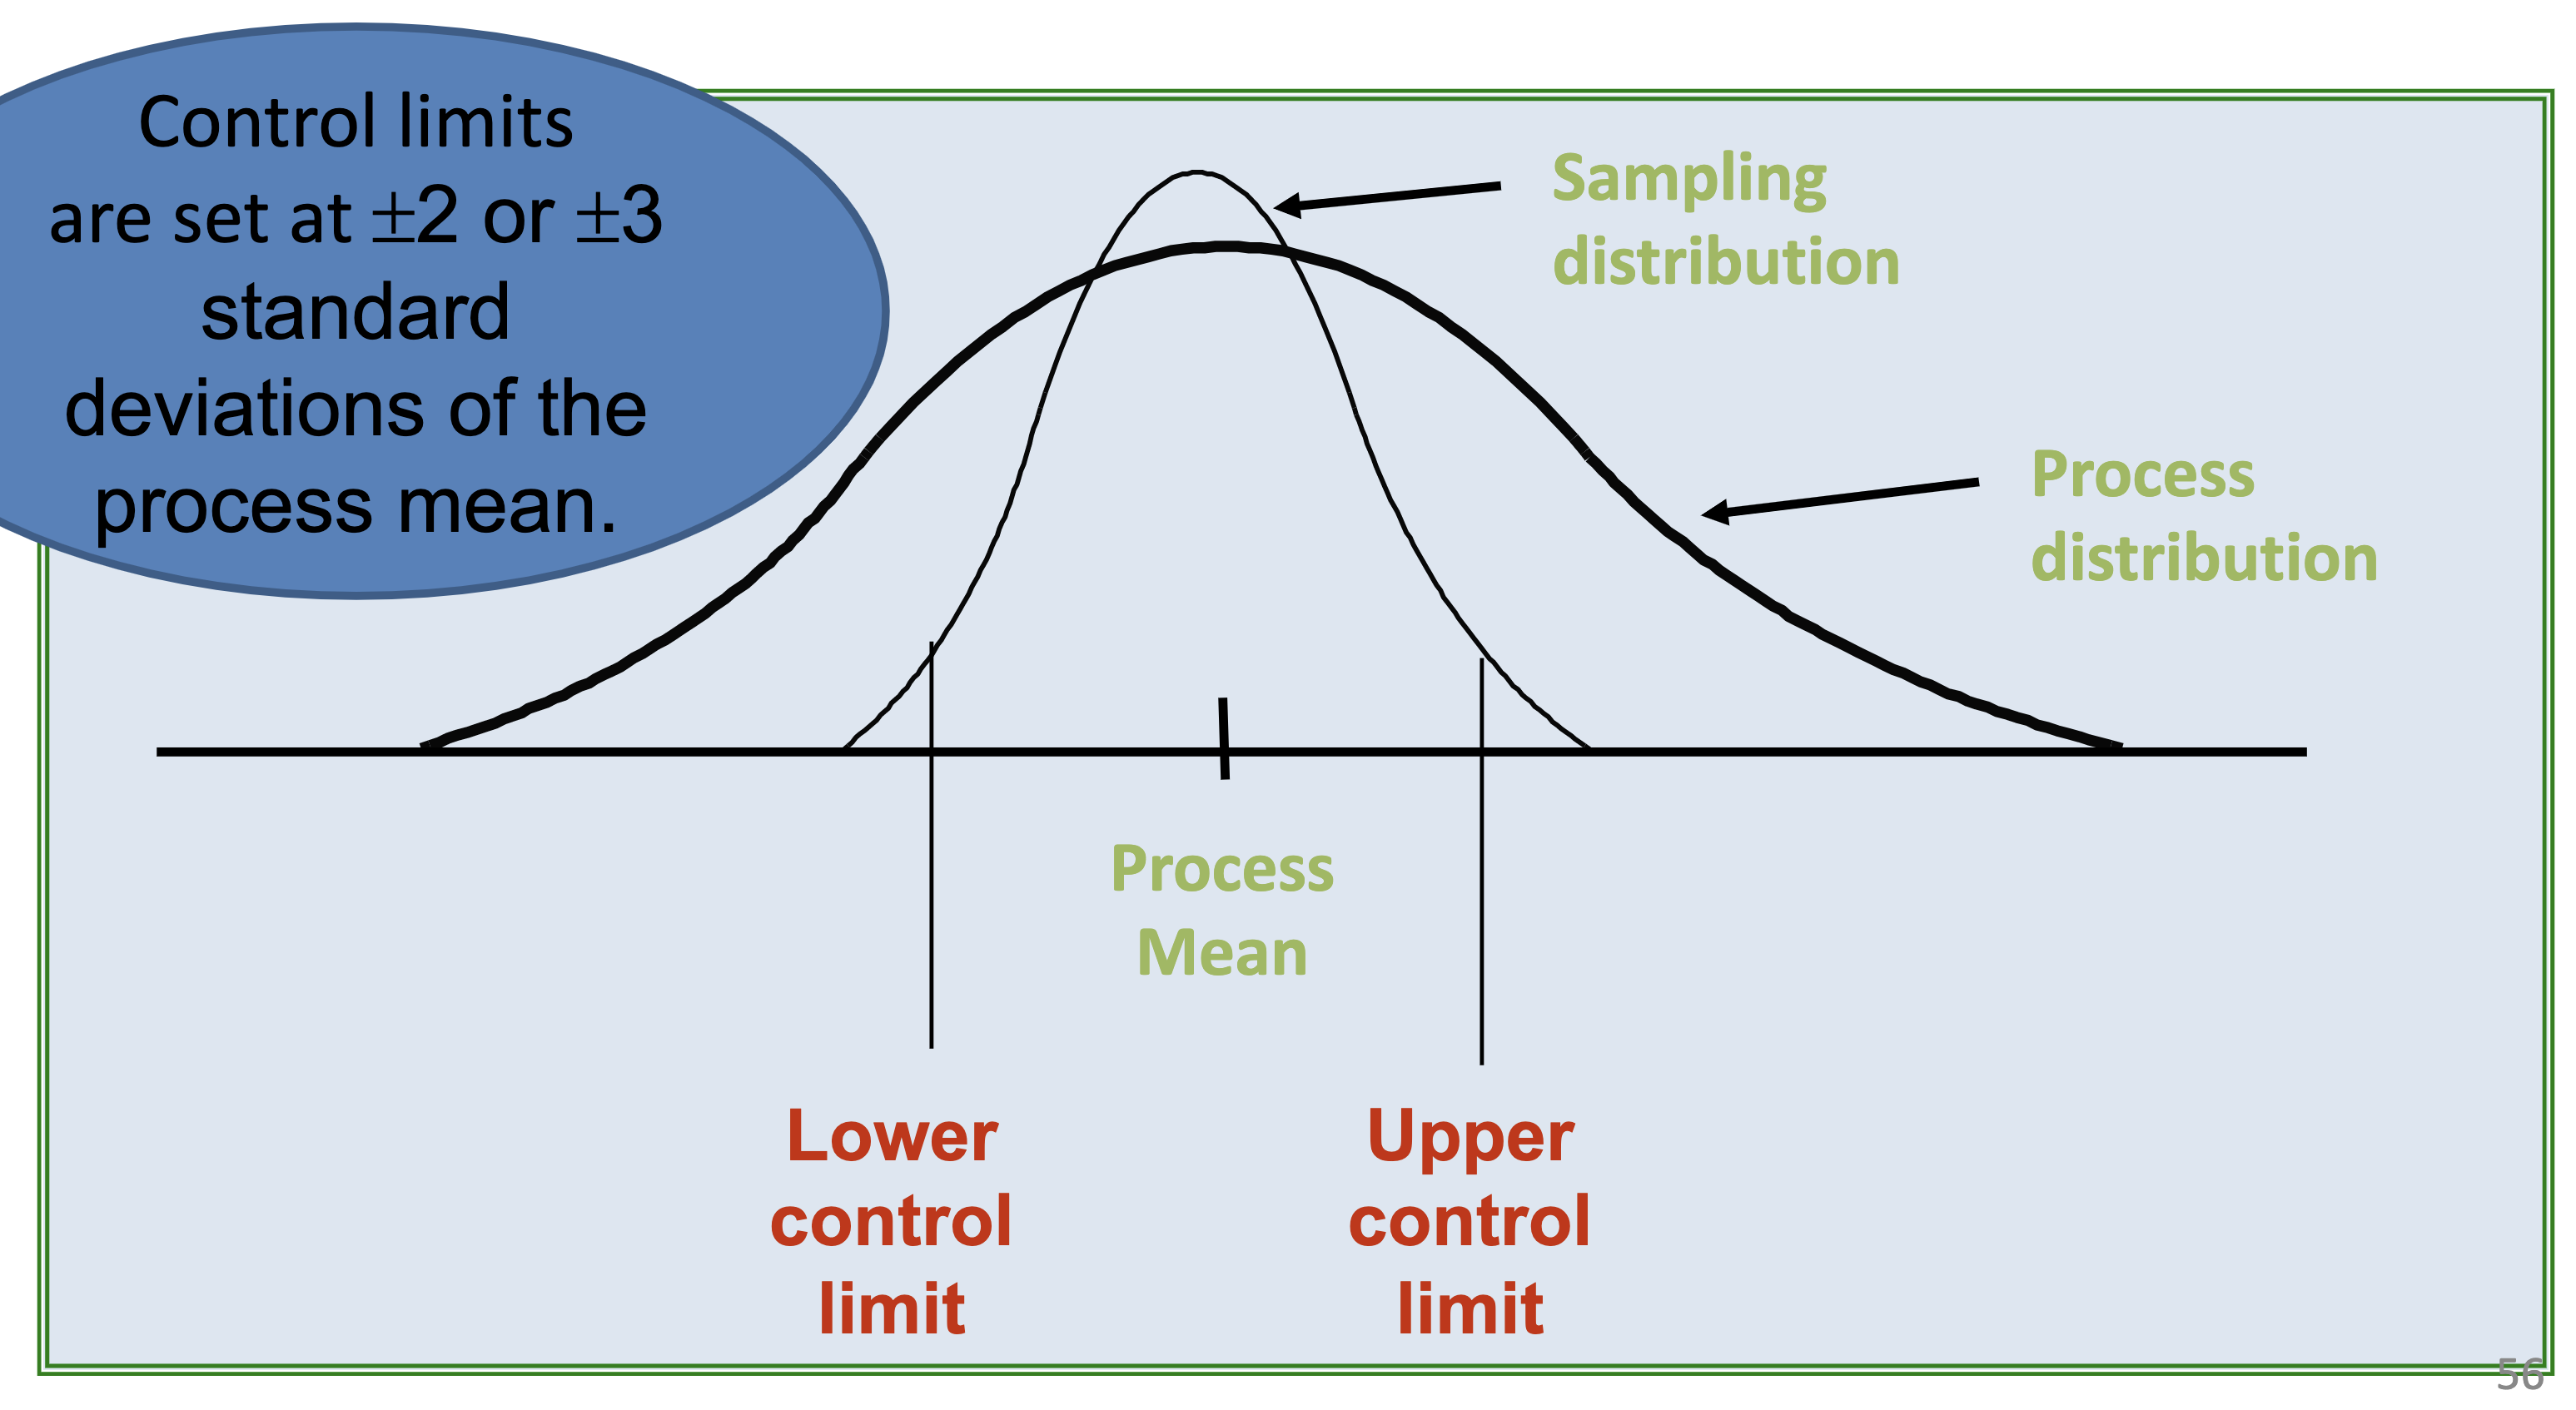 Control limits
are set at ±2 or ±3
standard
deviations of the
process mean.
Sampling
distribution
Process
distribution
Process
Mean
Lower
control
limit
Upper
control
limit
56